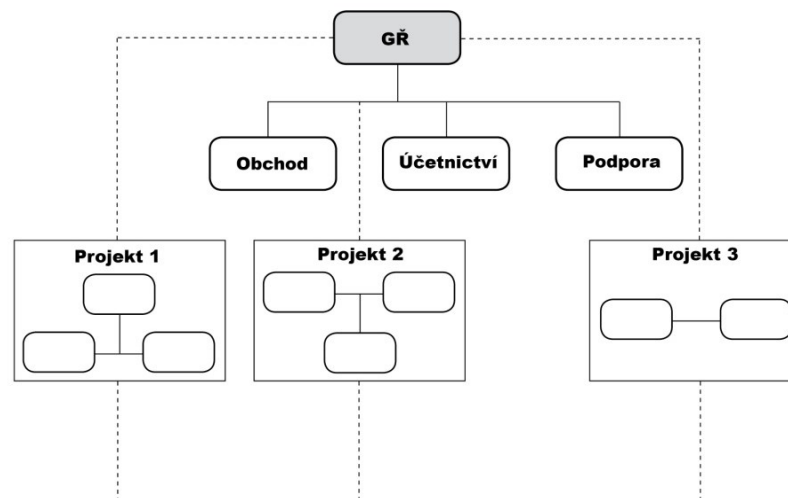 GŘ
Obchod
Účetnictví
Podpora
Projekt 1
Projekt 2
Projekt 3